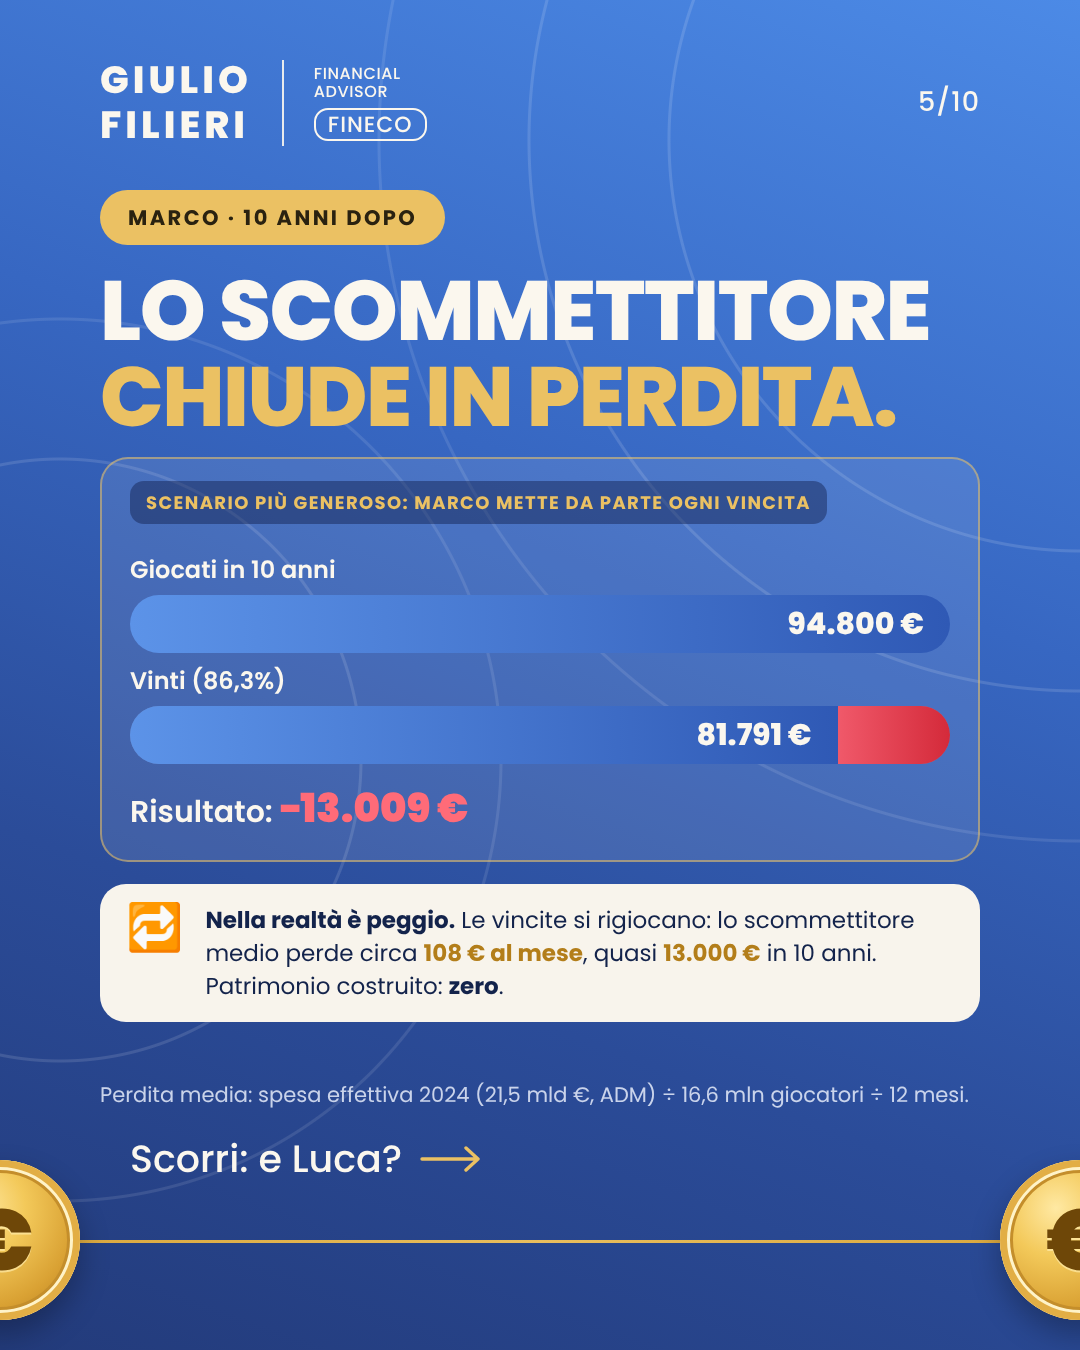 GIULIO
FILIERI
FINANCIAL
ADVISOR
FINECO
5/10
MARCO · 10 ANNI DOPO
LO SCOMMETTITORE
CHIUDE IN PERDITA.
SCENARIO PIÙ GENEROSO: MARCO METTE DA PARTE OGNI VINCITA
Giocati in 10 anni
94.800 €
Vinti (86,3%)
81.791 €
Risultato: −13.009 €
Nella realtà è peggio. Le vincite si rigiocano: lo scommettitore
medio perde circa 108 € al mese, quasi 13.000 € in 10 anni.
Patrimonio costruito: zero.
Perdita media: spesa effettiva 2024 (21,5 mld €, ADM) ÷ 16,6 mln giocatori ÷ 12 mesi.
Scorri: e Luca? →
€
€